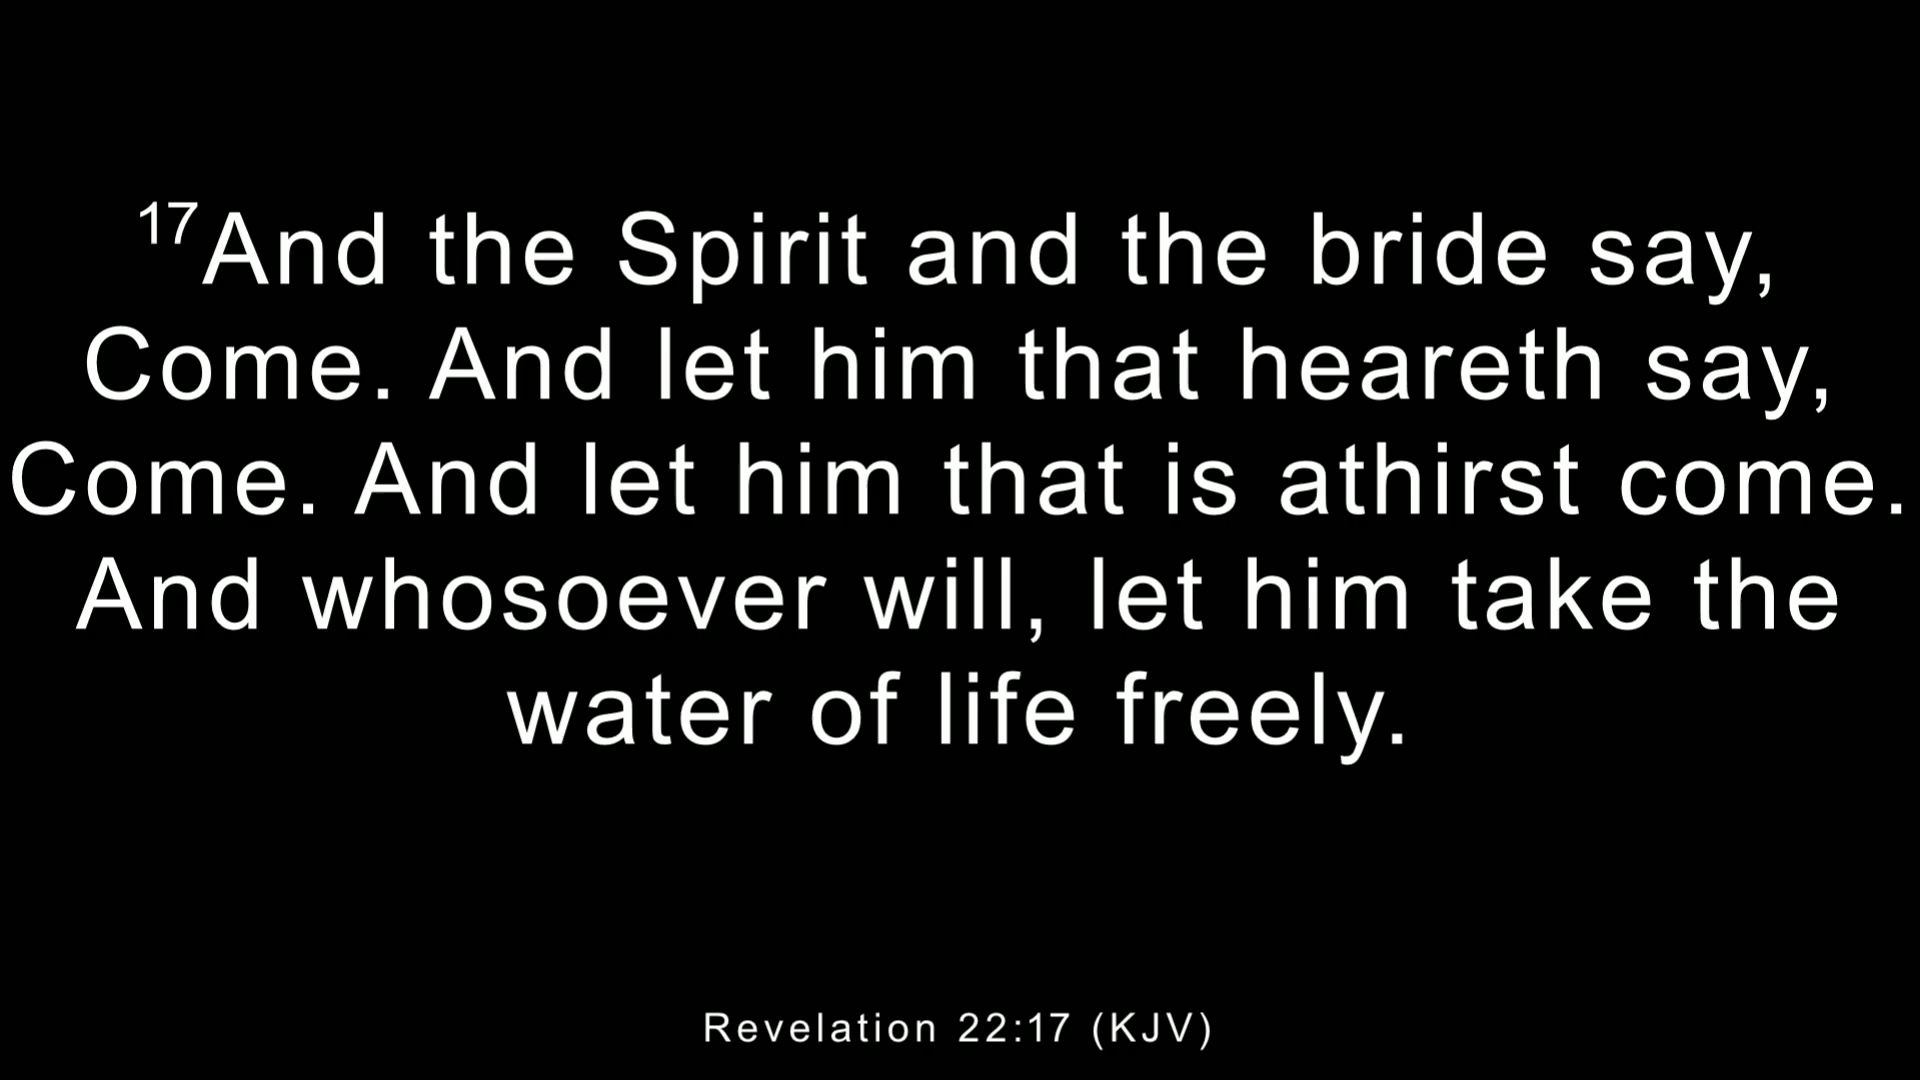 17And the Spirit and the bride say,
Come. And let him that heareth say,
Come. And let him that is athirst come.
And whosoever will, let him take the
water of life freely.
Revelation 22:17 (KJV)